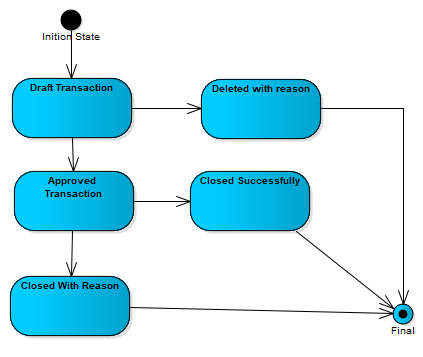 Inition State
Draft Transaction
Deleted with reason
Approved
Transaction
Closed Successfully
Closed With Reason
Final